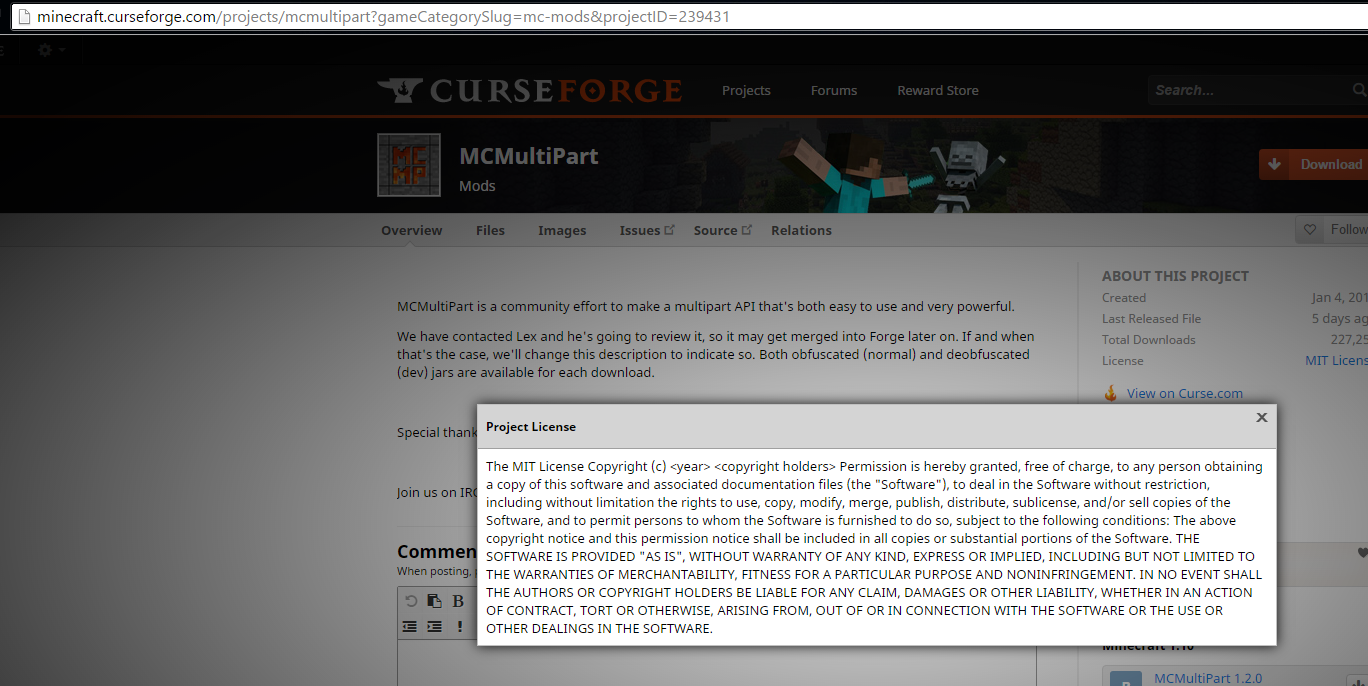 minecraft.curseforge.com/projects/mcmultipart?gameCategorySlug=mc-mods&projectID=239431
CURSEFORGE Projects Forums Reward Store Search...
MC
MP
MCMultiPart
Mods
Download
Overview Files Images Issues Source Relations Follow
MCMultiPart is a community effort to make a multipart API that's both easy to use and very powerful.
We have contacted Lex and he's going to review it, so it may get merged into Forge later on. If and when
that's the case, we'll change this description to indicate so. Both obfuscated (normal) and deobfuscated
(dev) jars are available for each download.
Special thank
Join us on IRC
ABOUT THIS PROJECT
Created Jan 4, 201
Last Released File 5 days ag
Total Downloads 227,25
License MIT Licens
View on Curse.com
Project License x
The MIT License Copyright (c) <year> <copyright holders> Permission is hereby granted, free of charge, to any person obtaining
a copy of this software and associated documentation files (the "Software"), to deal in the Software without restriction,
including without limitation the rights to use, copy, modify, merge, publish, distribute, sublicense, and/or sell copies of the
Software, and to permit persons to whom the Software is furnished to do so, subject to the following conditions: The above
copyright notice and this permission notice shall be included in all copies or substantial portions of the Software. THE
SOFTWARE IS PROVIDED "AS IS", WITHOUT WARRANTY OF ANY KIND, EXPRESS OR IMPLIED, INCLUDING BUT NOT LIMITED TO
THE WARRANTIES OF MERCHANTABILITY, FITNESS FOR A PARTICULAR PURPOSE AND NONINFRINGEMENT. IN NO EVENT SHALL
THE AUTHORS OR COPYRIGHT HOLDERS BE LIABLE FOR ANY CLAIM, DAMAGES OR OTHER LIABILITY, WHETHER IN AN ACTION
OF CONTRACT, TORT OR OTHERWISE, ARISING FROM, OUT OF OR IN CONNECTION WITH THE SOFTWARE OR THE USE OR
OTHER DEALINGS IN THE SOFTWARE.
Commen
When posting,
B
!
Minecraft 1.10
MCMultiPart 1.2.0